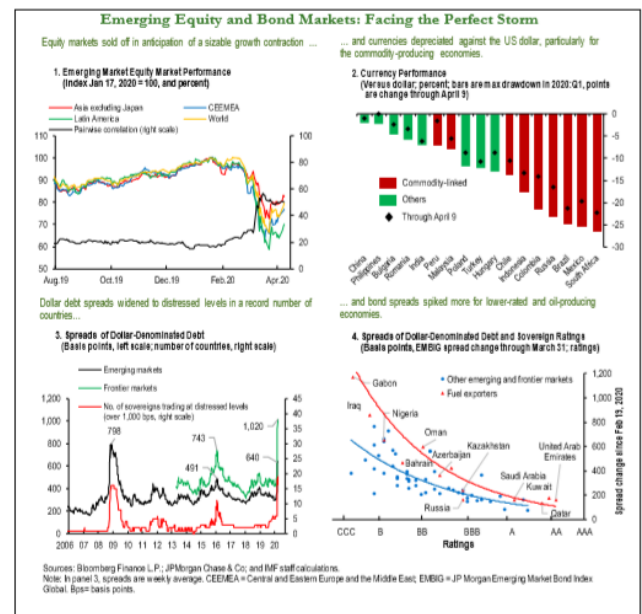 Emerging Equity and Bond Markets: Facing the Perfect Storm
Equity markets sold off in anticipation of a sizable growth contraction ...
1. Emerging Market Equity Market Performance
(Index Jan 17, 2020 = 100, and percent)
Asia excluding Japan
CEEMEA
Latin America
World
Pairwise correlation (right scale)
110
100
90
80
70
60
50
100
80
60
40
20
0
Aug.19
Oct.19
Dec.19
Feb.20
Apr.20
... and currencies depreciated against the US dollar, particularly for
the commodity-producing economies.
2. Currency Performance
(Versus dollar; percent; bars are max drawdown in 2020:Q1, points
are change through April 9)
0
-5
-10
-15
-20
-25
-30
Commodity-linked
Others
Through April 9
China
Philippines
Bulgaria
Romania
India
Peru
Malaysia
Poland
Turkey
Hungary
Chile
Indonesia
Colombia
Russia
Brazil
Mexico
South Africa
Dollar debt spreads widened to distressed levels in a record number of
countries...
3. Spreads of Dollar-Denominated Debt
(Basis points, left scale; number of countries, right scale)
Emerging markets
Frontier markets
No. of sovereigns trading at distressed levels
(over 1,000 bps, right scale)
1,200
1,000
800
600
400
200
0
45
40
35
30
25
20
15
10
5
0
798
743
491
1,020
640
2006 07 08 09 10 11 12 13 14 15 16 17 18 19 20
... and bond spreads spiked more for lower-rated and oil-producing
economies.
4. Spreads of Dollar-Denominated Debt and Sovereign Ratings
(Basis points, EMBIG spread change through March 31; ratings)
Other emerging and frontier markets
Fuel exporters
Gabon
Iraq
Nigeria
Oman
Bahrain
Azerbaijan
Kazakhstan
Russia
Saudi Arabia
Kuwait
United Arab
Emirates
Qatar
1,200
1,000
800
600
400
200
0
Spread change since Feb 19, 2020
CCC
B
BB
BBB
A
AA
AAA
Ratings
Sources: Bloomberg Finance L.P.; JPMorgan Chase & Co; and IMF staff calculations.
Note: In panel 3, spreads are weekly average. CEEMEA = Central and Eastern Europe and the Middle East; EMBIG = JP Morgan Emerging Market Bond Index
Global. Bps= basis points.